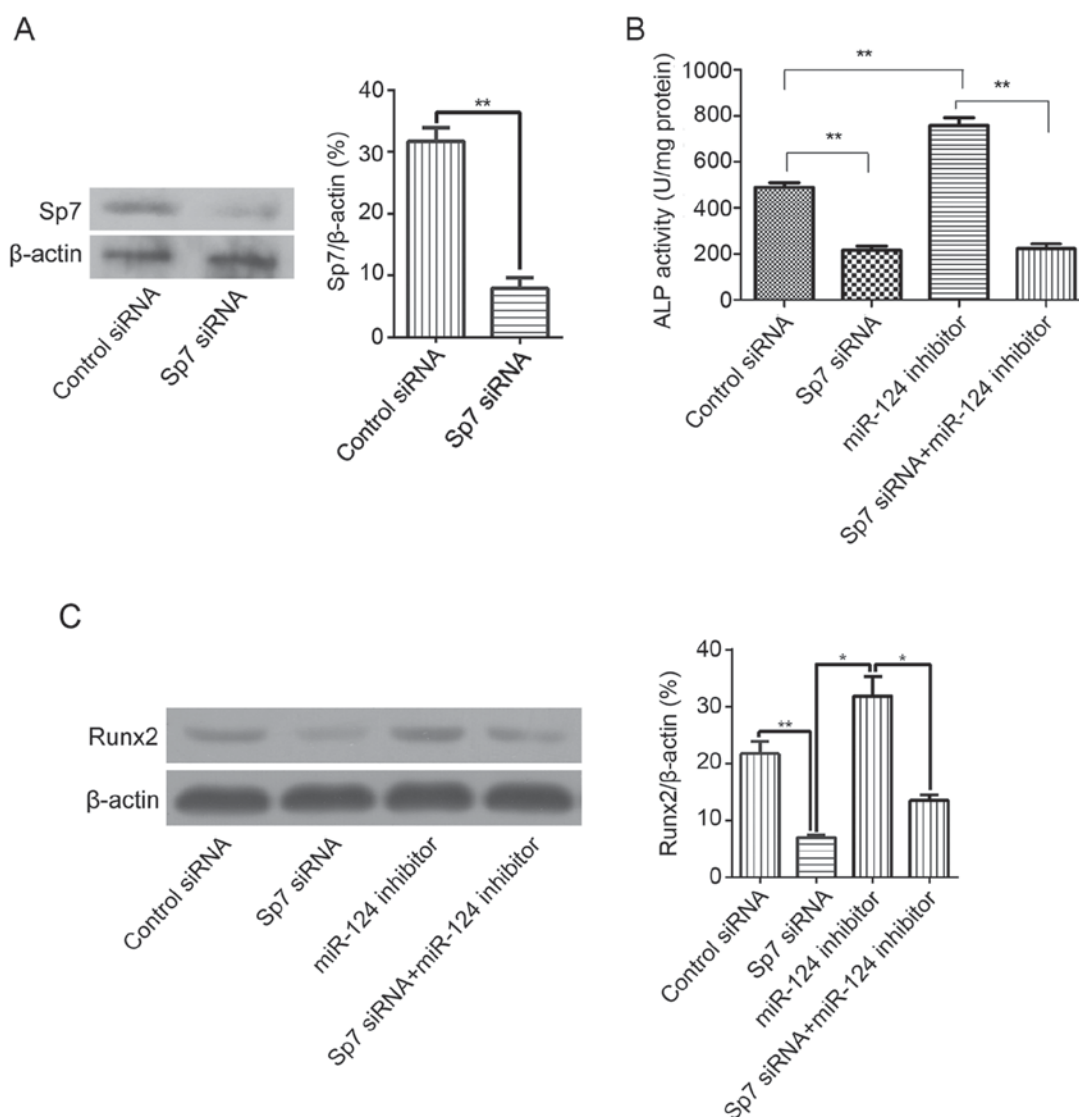 A
Sp7
β-actin
Control siRNA
Sp7 siRNA
Sp7/β-actin (%)
40
30
20
10
0
**
Control siRNA
Sp7 siRNA
B
ALP activity (U/mg protein)
1000
800
600
400
200
0
**
**
**
Control siRNA
Sp7 siRNA
miR-124 inhibitor
Sp7 siRNA+miR-124 inhibitor
C
Runx2
β-actin
Control siRNA
Sp7 siRNA
miR-124 inhibitor
Sp7 siRNA+miR-124 inhibitor
Runx2/β-actin (%)
40
30
20
10
0
**
*
*
Control siRNA
Sp7 siRNA
miR-124 inhibitor
Sp7 siRNA+miR-124 inhibitor